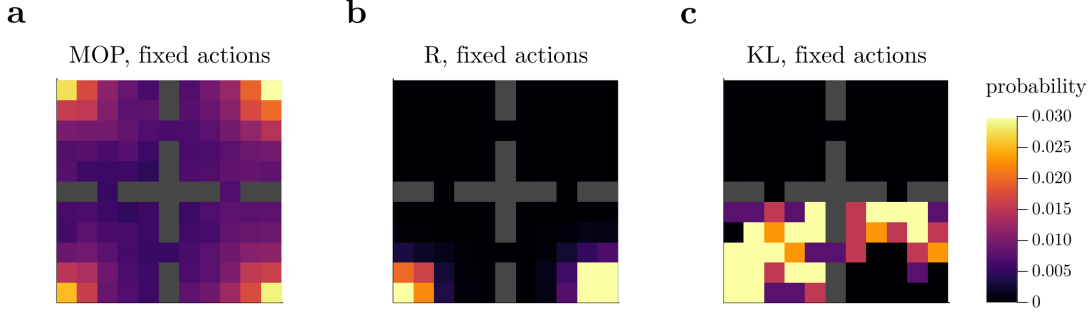 a
b
c
MOP, fixed actions
R, fixed actions
KL, fixed actions
probability
0.030
0.025
0.020
0.015
0.010
0.005
0